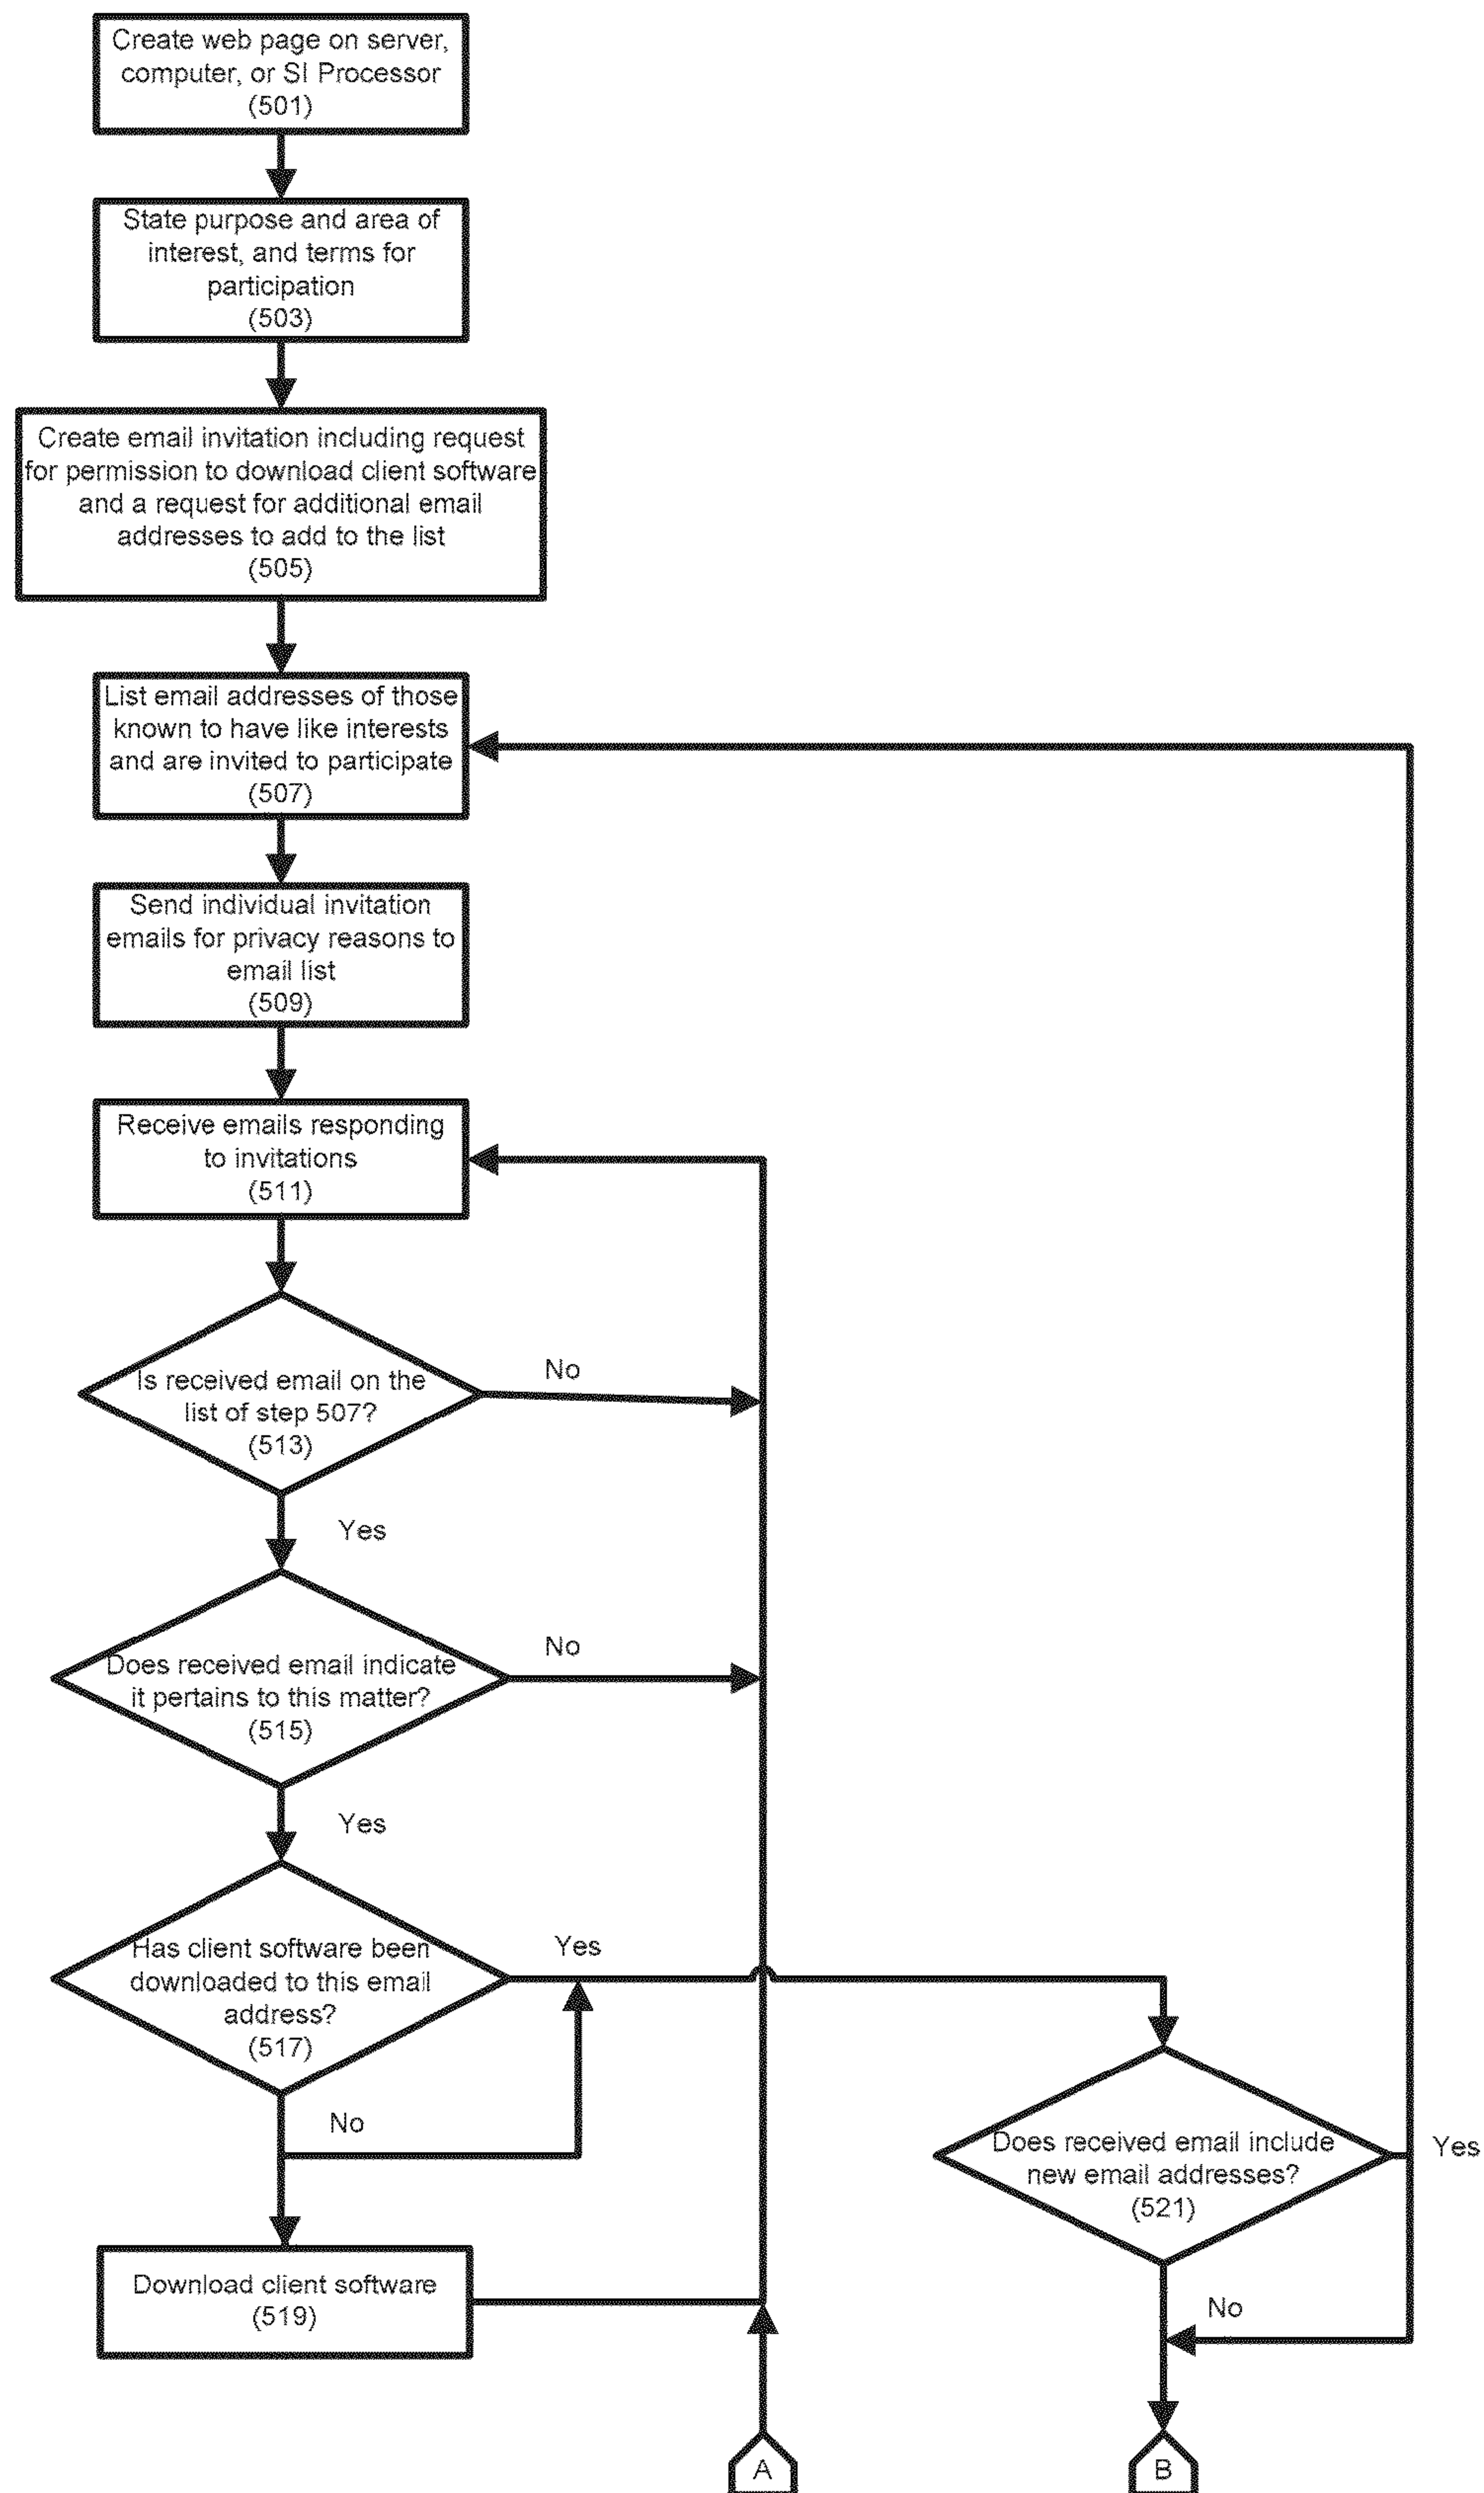 Create web page on server,
computer, or SI Processor
(501)
State purpose and area of
interest, and terms for
participation
(503)
Create email invitation including request
for permission to download client software
and a request for additional email
addresses to add to the list
(505)
List email addresses of those
known to have like interests
and are invited to participate
(507)
Send individual invitation
emails for privacy reasons to
email list
(509)
Receive emails responding
to invitations
(511)
Is received email on the
list of step 507?
(513)
No
Yes
Does received email indicate
it pertains to this matter?
(515)
No
Yes
Has client software been
downloaded to this email
address?
(517)
Yes
No
Does received email include
new email addresses?
(521)
Yes
No
Download client software
(519)
A
B